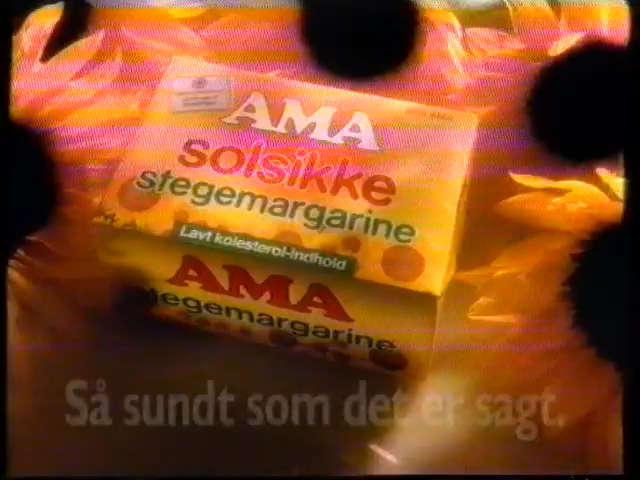 AMA
solsikke
stegemargarine
Lavt kolesterol-indhold
AMA
stegemargarine
Så sundt som det er sagt.